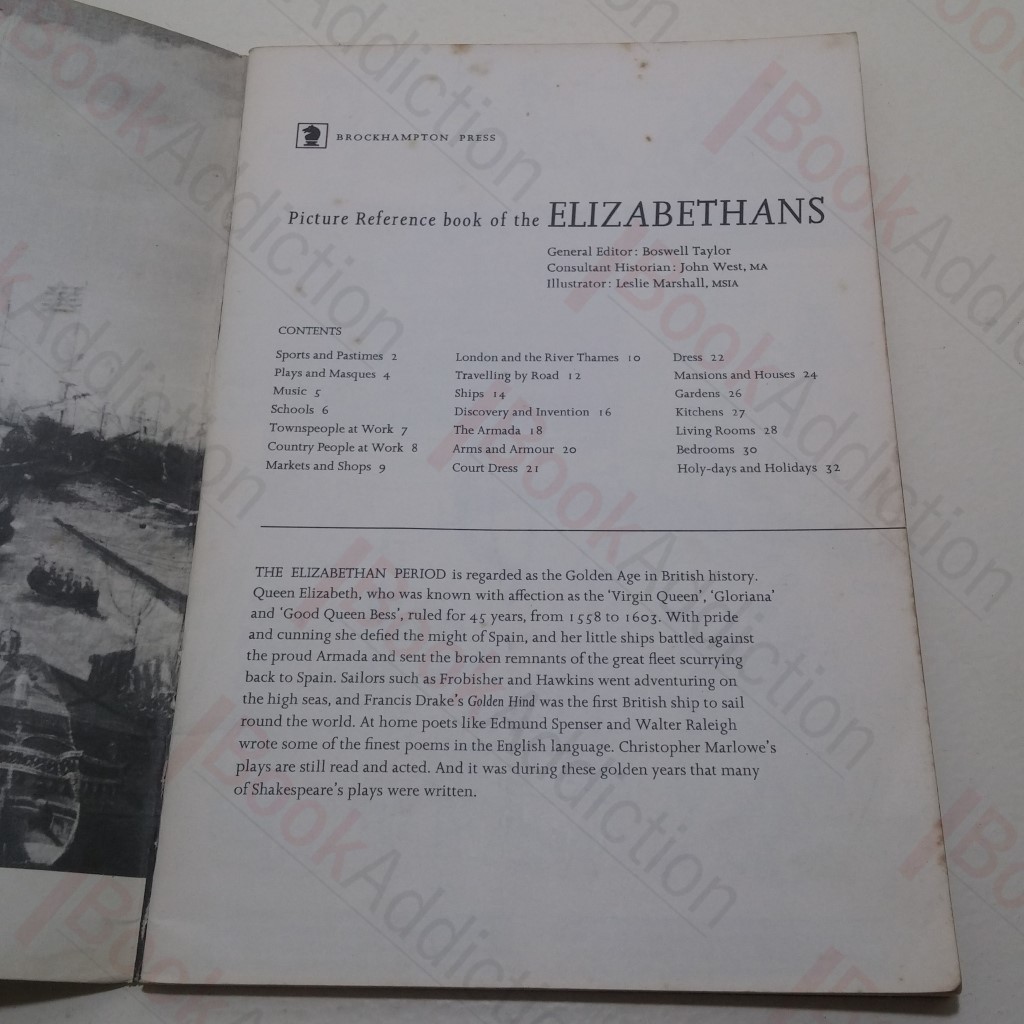 BROCKHAMPTON PRESS
Picture Reference book of the ELIZABETHANS
General Editor: Boswell Taylor
Consultant Historian: John West, MA
Illustrator: Leslie Marshall, MSIA
CONTENTS
Sports and Pastimes 2
Plays and Masques 4
Music 5
Schools 6
Townspeople at Work 7
Country People at Work 8
Markets and Shops 9
London and the River Thames 10
Travelling by Road 12
Ships 14
Discovery and Invention 16
The Armada 18
Arms and Armour 20
Court Dress 21
Dress 22
Mansions and Houses 24
Gardens 26
Kitchens 27
Living Rooms 28
Bedrooms 30
Holy-days and Holidays 32
THE ELIZABETHAN PERIOD is regarded as the Golden Age in British history.
Queen Elizabeth, who was known with affection as the 'Virgin Queen', 'Gloriana'
and 'Good Queen Bess', ruled for 45 years, from 1558 to 1603. With pride
and cunning she defied the might of Spain, and her little ships battled against
the proud Armada and sent the broken remnants of the great fleet scurrying
back to Spain. Sailors such as Frobisher and Hawkins went adventuring on
the high seas, and Francis Drake's Golden Hind was the first British ship to sail
round the world. At home poets like Edmund Spenser and Walter Raleigh
wrote some of the finest poems in the English language. Christopher Marlowe's
plays are still read and acted. And it was during these golden years that many
of Shakespeare's plays were written.
BookAddiction